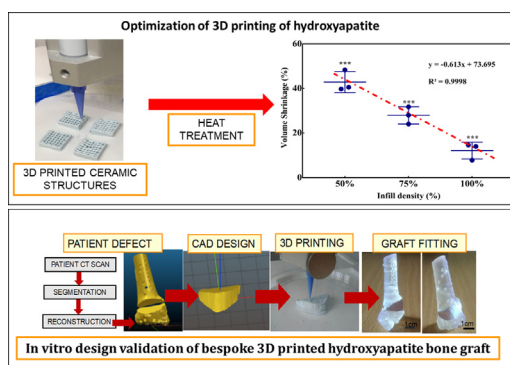 Optimization of 3D printing of hydroxyapatite
HEAT
TREATMENT
3D PRINTED CERAMIC
STRUCTURES
Volume Shrinkage (%)
60
40
20
0
***
***
***
y = -0.613x + 73.695
R² = 0.9998
50%
75%
100%
Infill density (%)
PATIENT DEFECT
CAD DESIGN
3D PRINTING
GRAFT FITTING
PATIENT CT SCAN
SEGMENTATION
RECONSTRUCTION
1cm
1cm
In vitro design validation of bespoke 3D printed hydroxyapatite bone graft